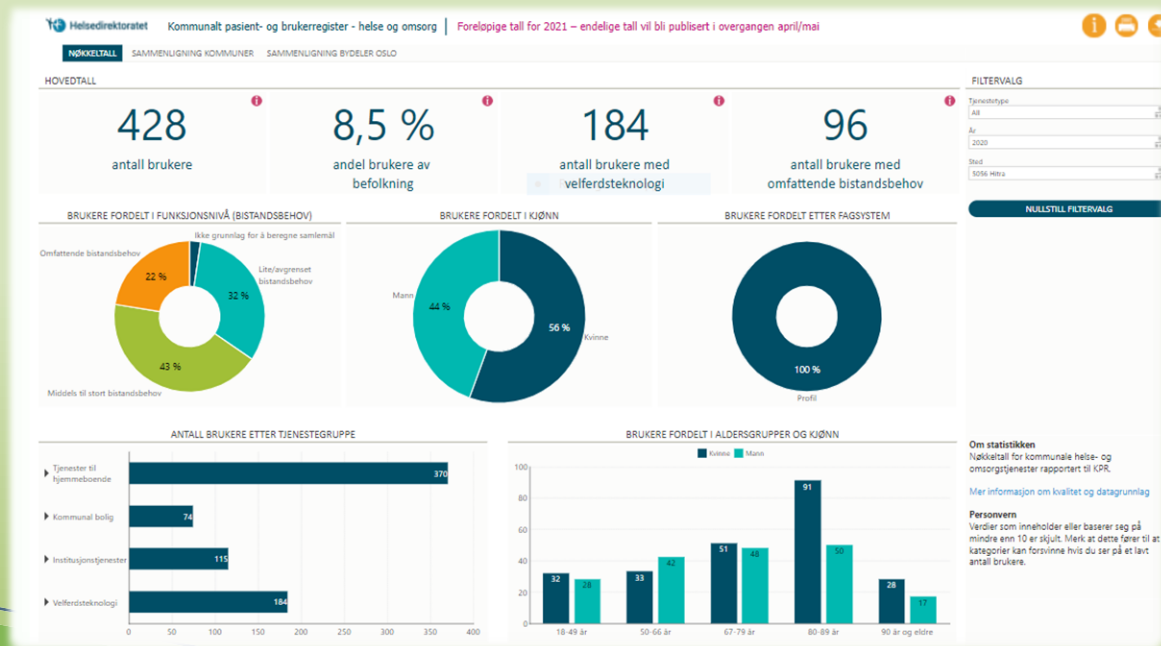 Helsedirektoratet
Kommunalt pasient- og brukerregister - helse og omsorg
Foreløpige tall for 2021 – endelige tall vil bli publisert i overgangen april/mai
NØKKELTALL
SAMMENLIGNING KOMMUNER
SAMMENLIGNING BYDELER OSLO
HOVEDTALL
428
antall brukere
8,5 %
andel brukere av
befolkning
184
antall brukere med
velferdsteknologi
96
antall brukere med
omfattende bistandsbehov
FILTERVALG
Tjenestetype
All
År
2020
Sted
5056 Hitra
NULLSTILL FILTERVALG
BRUKERE FORDELT I FUNKSJONSNIVÅ (BISTANDSBEHOV)
Ikke grunnlag for å beregne samlemål
Omfattende bistandsbehov
Lite/avgrenset
bistandsbehov
22 %
32 %
43 %
Middels til stort bistandsbehov
BRUKERE FORDELT I KJØNN
Mann
44 %
56 %
Kvinne
BRUKERE FORDELT ETTER FAGSYSTEM
100 %
Profil
ANTALL BRUKERE ETTER TJENESTEGRUPPE
Tjenester til
hjemmeboende
370
Kommunal bolig
74
Institusjonstjenester
115
Velferdsteknologi
184
0 50 100 150 200 250 300 350 400
BRUKERE FORDELT I ALDERSGRUPPER OG KJØNN
Kvinne Mann
100
80
60
40
20
0
32 28
33 42
51 48
91 50
28 17
18-49 år 50-66 år 67-79 år 80-89 år 90 år og eldre
Om statistikken
Nøkkeltall for kommunale helse- og
omsorgstjenester rapportert til KPR.
Mer informasjon om kvalitet og datagrunnlag
Personvern
Verdier som inneholder eller baserer seg på
mindre enn 10 er skjult. Merk at dette fører til at
kategorier kan forsvinne hvis du ser på et lavt
antall brukere.